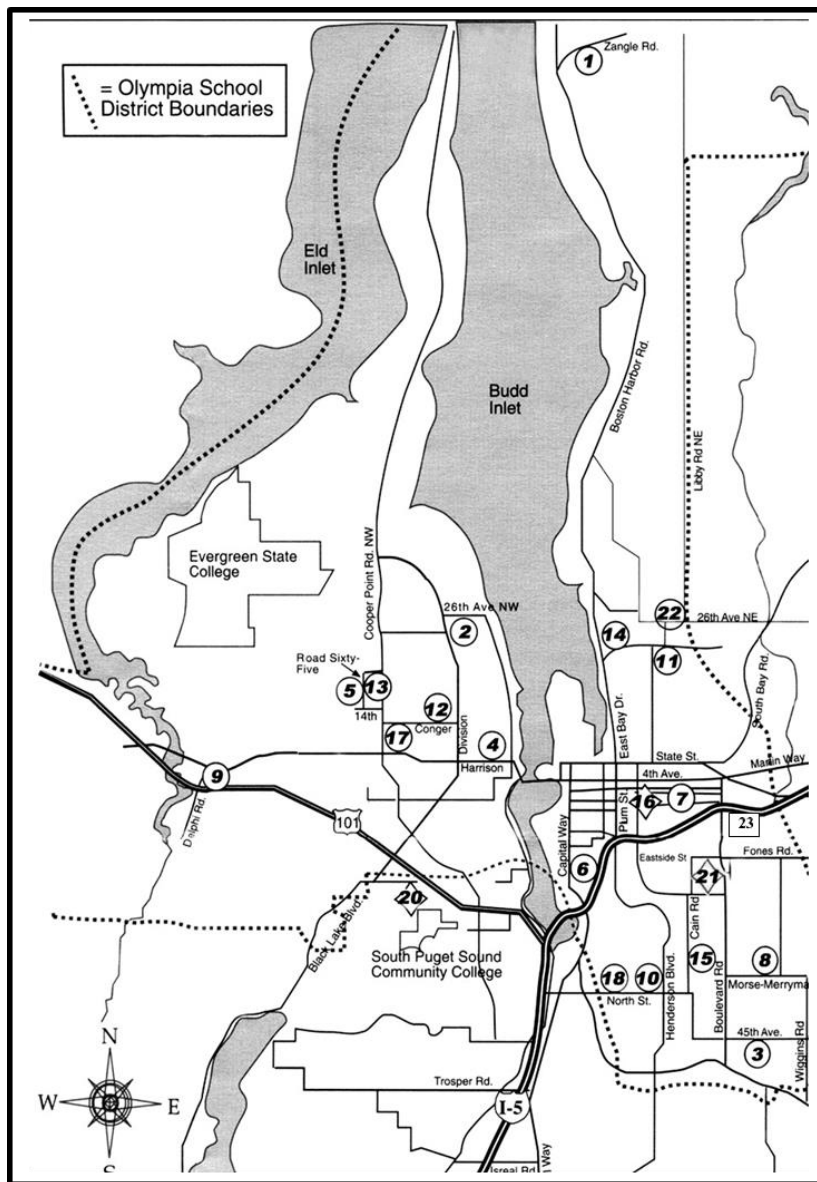 1
Zangle Rd.
= Olympia School
District Boundaries
Eld
Inlet
Budd
Inlet
Boston Harbor Rd.
Libby Rd NE
Evergreen State
College
Cooper Point Rd. NW
26th Ave NW
2
22
26th Ave NE
14
11
Road Sixty-
Five
5
13
14th
12
Conger
17
Division
4
Harrison
East Bay Dr.
South Bay Rd.
State St.
Martin Way
4th Ave.
9
Delphi Rd.
101
Plum St.
16
7
23
Capital Way
6
Eastside St
Fones Rd.
21
20
Black Lake Blvd.
South Puget Sound
Community College
Cain Rd
15
8
18
10
North St.
Henderson Blvd.
Boulevard Rd
Morse-Merryma
45th Ave.
3
Wiggins Rd
N
W
E
S
Trosper Rd.
I-5
Isreal Rd
Way